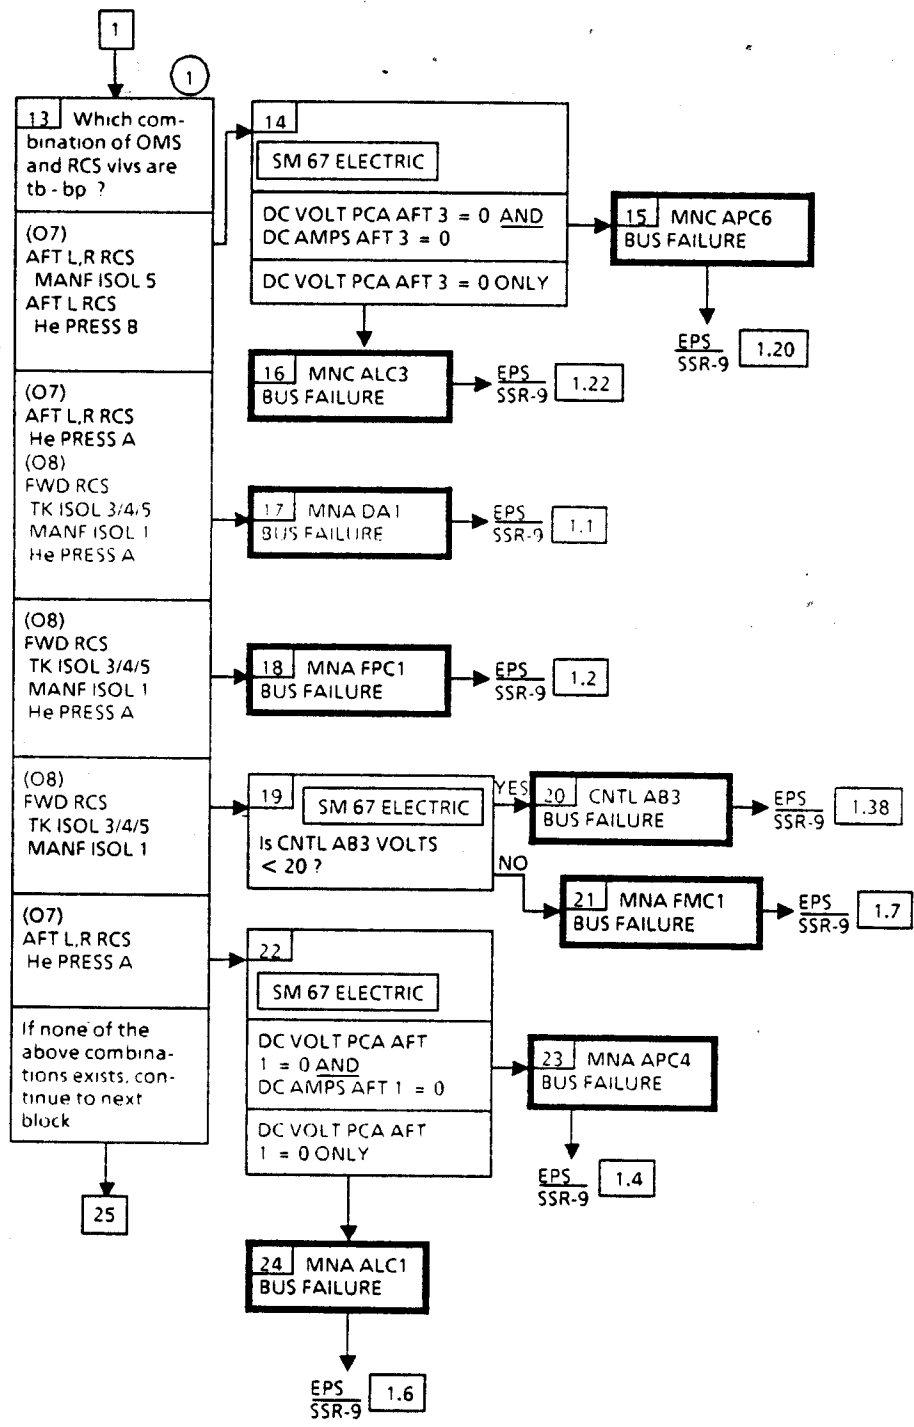 1
1
13 Which com-
bination of OMS
and RCS vlvs are
tb - bp ?
(O7)
AFT L,R RCS
MANF ISOL 5
AFT L RCS
He PRESS B
(O7)
AFT L,R RCS
He PRESS A
(O8)
FWD RCS
TK ISOL 3/4/5
MANF ISOL 1
He PRESS A
(O8)
FWD RCS
TK ISOL 3/4/5
MANF ISOL 1
He PRESS A
(O8)
FWD RCS
TK ISOL 3/4/5
MANF ISOL 1
(O7)
AFT L,R RCS
He PRESS A
If none of the
above combina-
tions exists, con-
tinue to next
block
25
14
SM 67 ELECTRIC
DC VOLT PCA AFT 3 = 0 AND
DC AMPS AFT 3 = 0
DC VOLT PCA AFT 3 = 0 ONLY
15 MNC APC6
BUS FAILURE
EPS
SSR-9
1.20
16 MNC ALC3
BUS FAILURE
EPS
SSR-9
1.22
17 MNA DA1
BUS FAILURE
EPS
SSR-9
1.1
18 MNA FPC1
BUS FAILURE
EPS
SSR-9
1.2
19
SM 67 ELECTRIC
Is CNTL AB3 VOLTS
< 20 ?
YES
20 CNTL AB3
BUS FAILURE
EPS
SSR-9
1.38
NO
21 MNA FMC1
BUS FAILURE
EPS
SSR-9
1.7
22
SM 67 ELECTRIC
DC VOLT PCA AFT
1 = 0 AND
DC AMPS AFT 1 = 0
DC VOLT PCA AFT
1 = 0 ONLY
23 MNA APC4
BUS FAILURE
EPS
SSR-9
1.4
24 MNA ALC1
BUS FAILURE
EPS
SSR-9
1.6